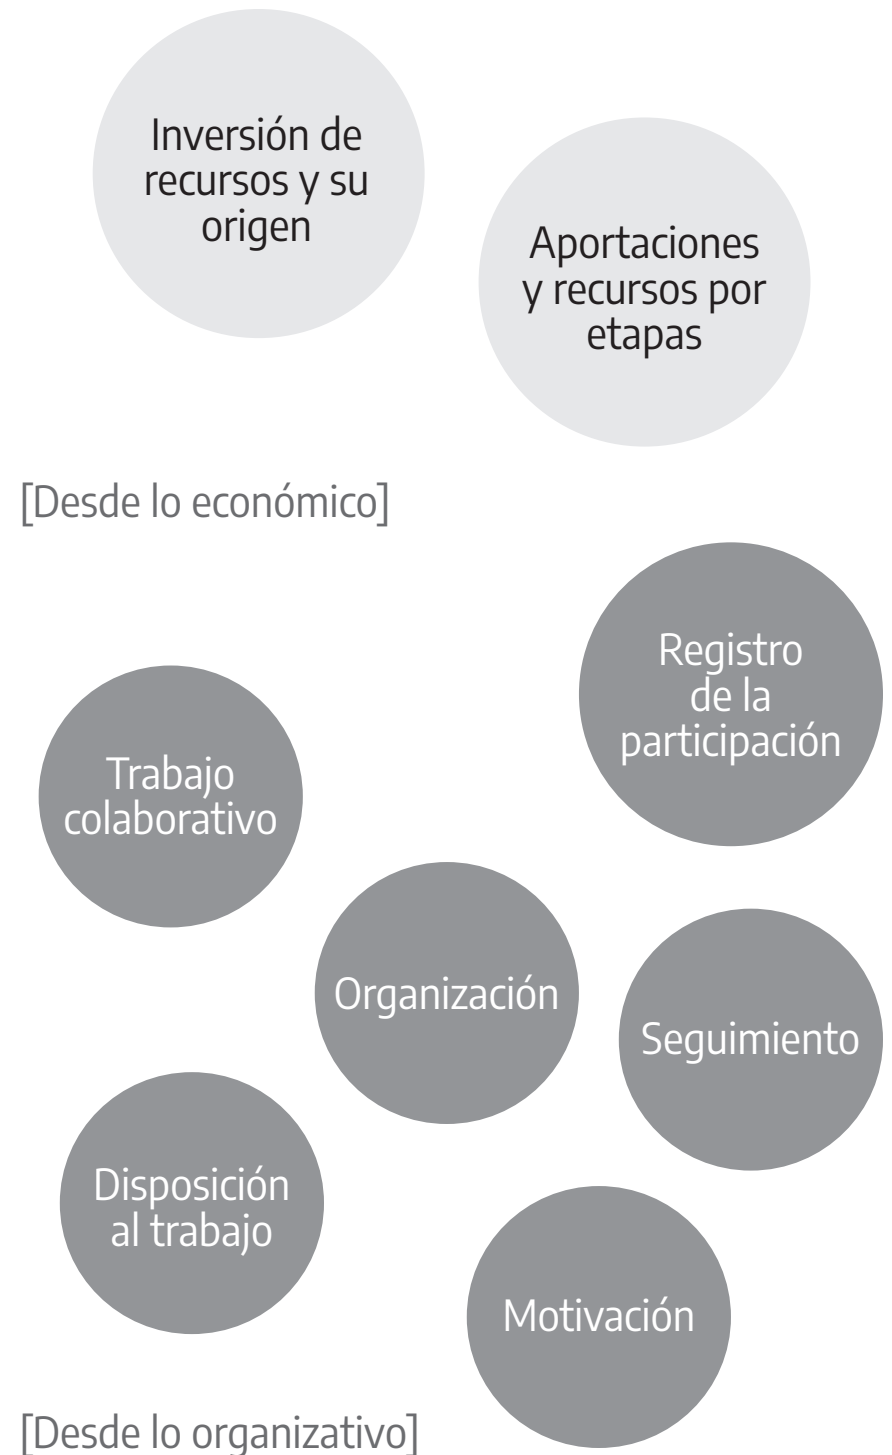 Inversión de
recursos y su
origen
Aportaciones
y recursos por
etapas
[Desde lo económico]
Registro
de la
participación
Trabajo
colaborativo
Organización
Seguimiento
Disposición
al trabajo
Motivación
[Desde lo organizativo]